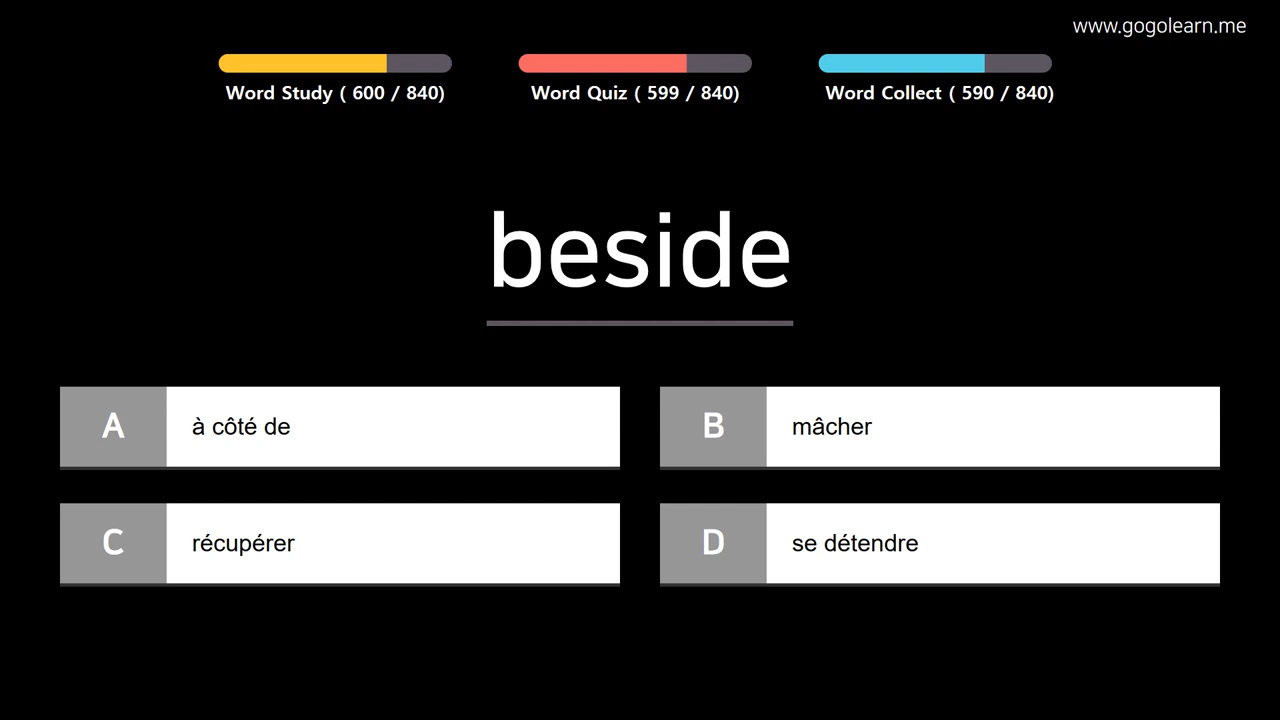 www.gogolearn.me
Word Study ( 600 / 840)
Word Quiz ( 599 / 840)
Word Collect ( 590 / 840)
beside
A à côté de
B mâcher
C récupérer
D se détendre